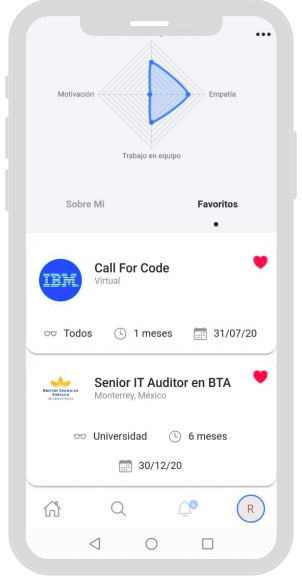 Motivación
Empatía
Trabajo en equipo
Sobre Mi
Favoritos
IBM
Call For Code
Virtual
Todos
1 meses
31/07/20
BRITISH AMERICAN
TOBACCO
Senior IT Auditor en BTA
Monterrey, México
Universidad
6 meses
30/12/20
R